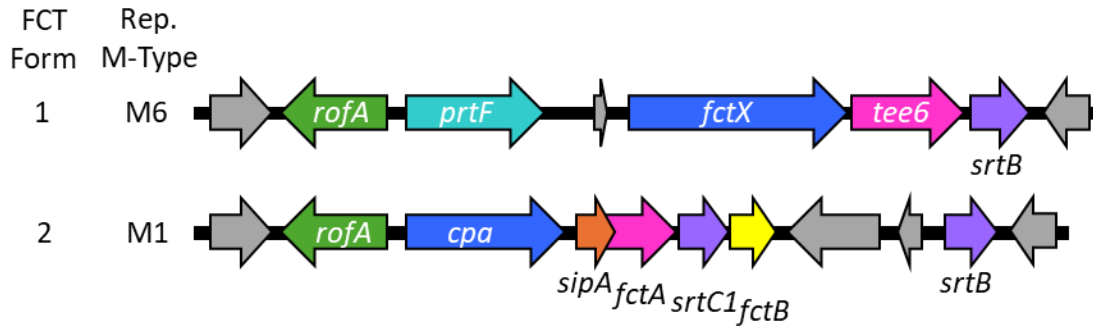 FCT Form
Rep. M-Type
1 M6 rofA prtF fctX tee6
srtB
2 M1 rofA cpa
sipA fctA srtC1 fctB srtB